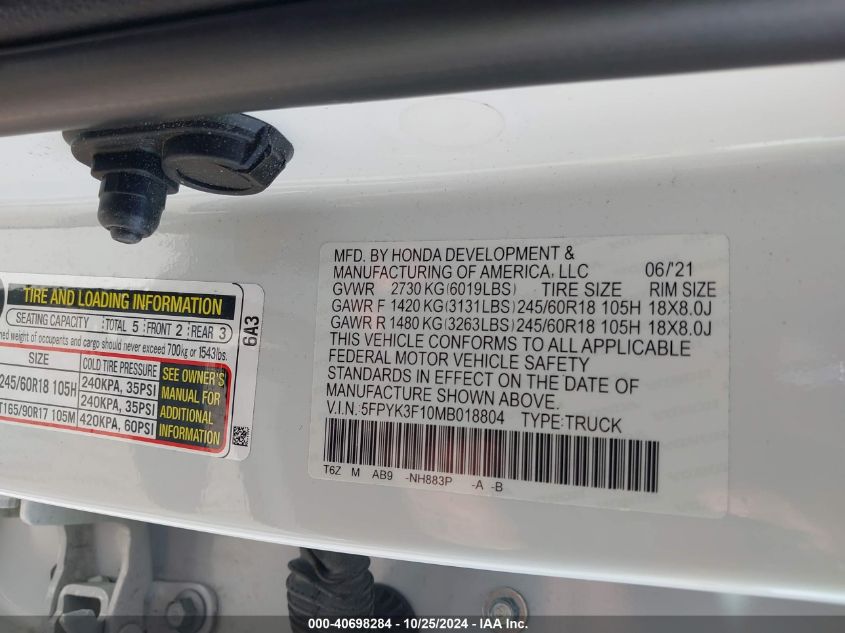 MFD. BY HONDA DEVELOPMENT &
MANUFACTURING OF AMERICA, LLC 06/'21
GVWR 2730 KG (6019LBS) TIRE SIZE RIM SIZE
GAWR F 1420 KG(3131LBS)245/60R18 105H 18X8.0J
GAWR R 1480 KG(3263LBS)245/60R18 105H 18X8.0J
THIS VEHICLE CONFORMS TO ALL APPLICABLE
FEDERAL MOTOR VEHICLE SAFETY
STANDARDS IN EFFECT ON THE DATE OF
MANUFACTURE SHOWN ABOVE.
V.I.N.:5FPYK3F10MB018804 TYPE:TRUCK
T6Z M AB9 -NH883P -A -B
TIRE AND LOADING INFORMATION
SEATING CAPACITY TOTAL 5 FRONT 2 REAR 3
weight of occupants and cargo should never exceed 700kg or 1543 lbs.
SIZE COLD TIRE PRESSURE
245/60R18 105H 240KPA, 35PSI
240KPA, 35PSI
T165/90R17 105M 420KPA, 60PSI
SEE OWNER'S
MANUAL FOR
ADDITIONAL
INFORMATION
6A3
000-40698284 - 10/25/2024 - IAAI.COM